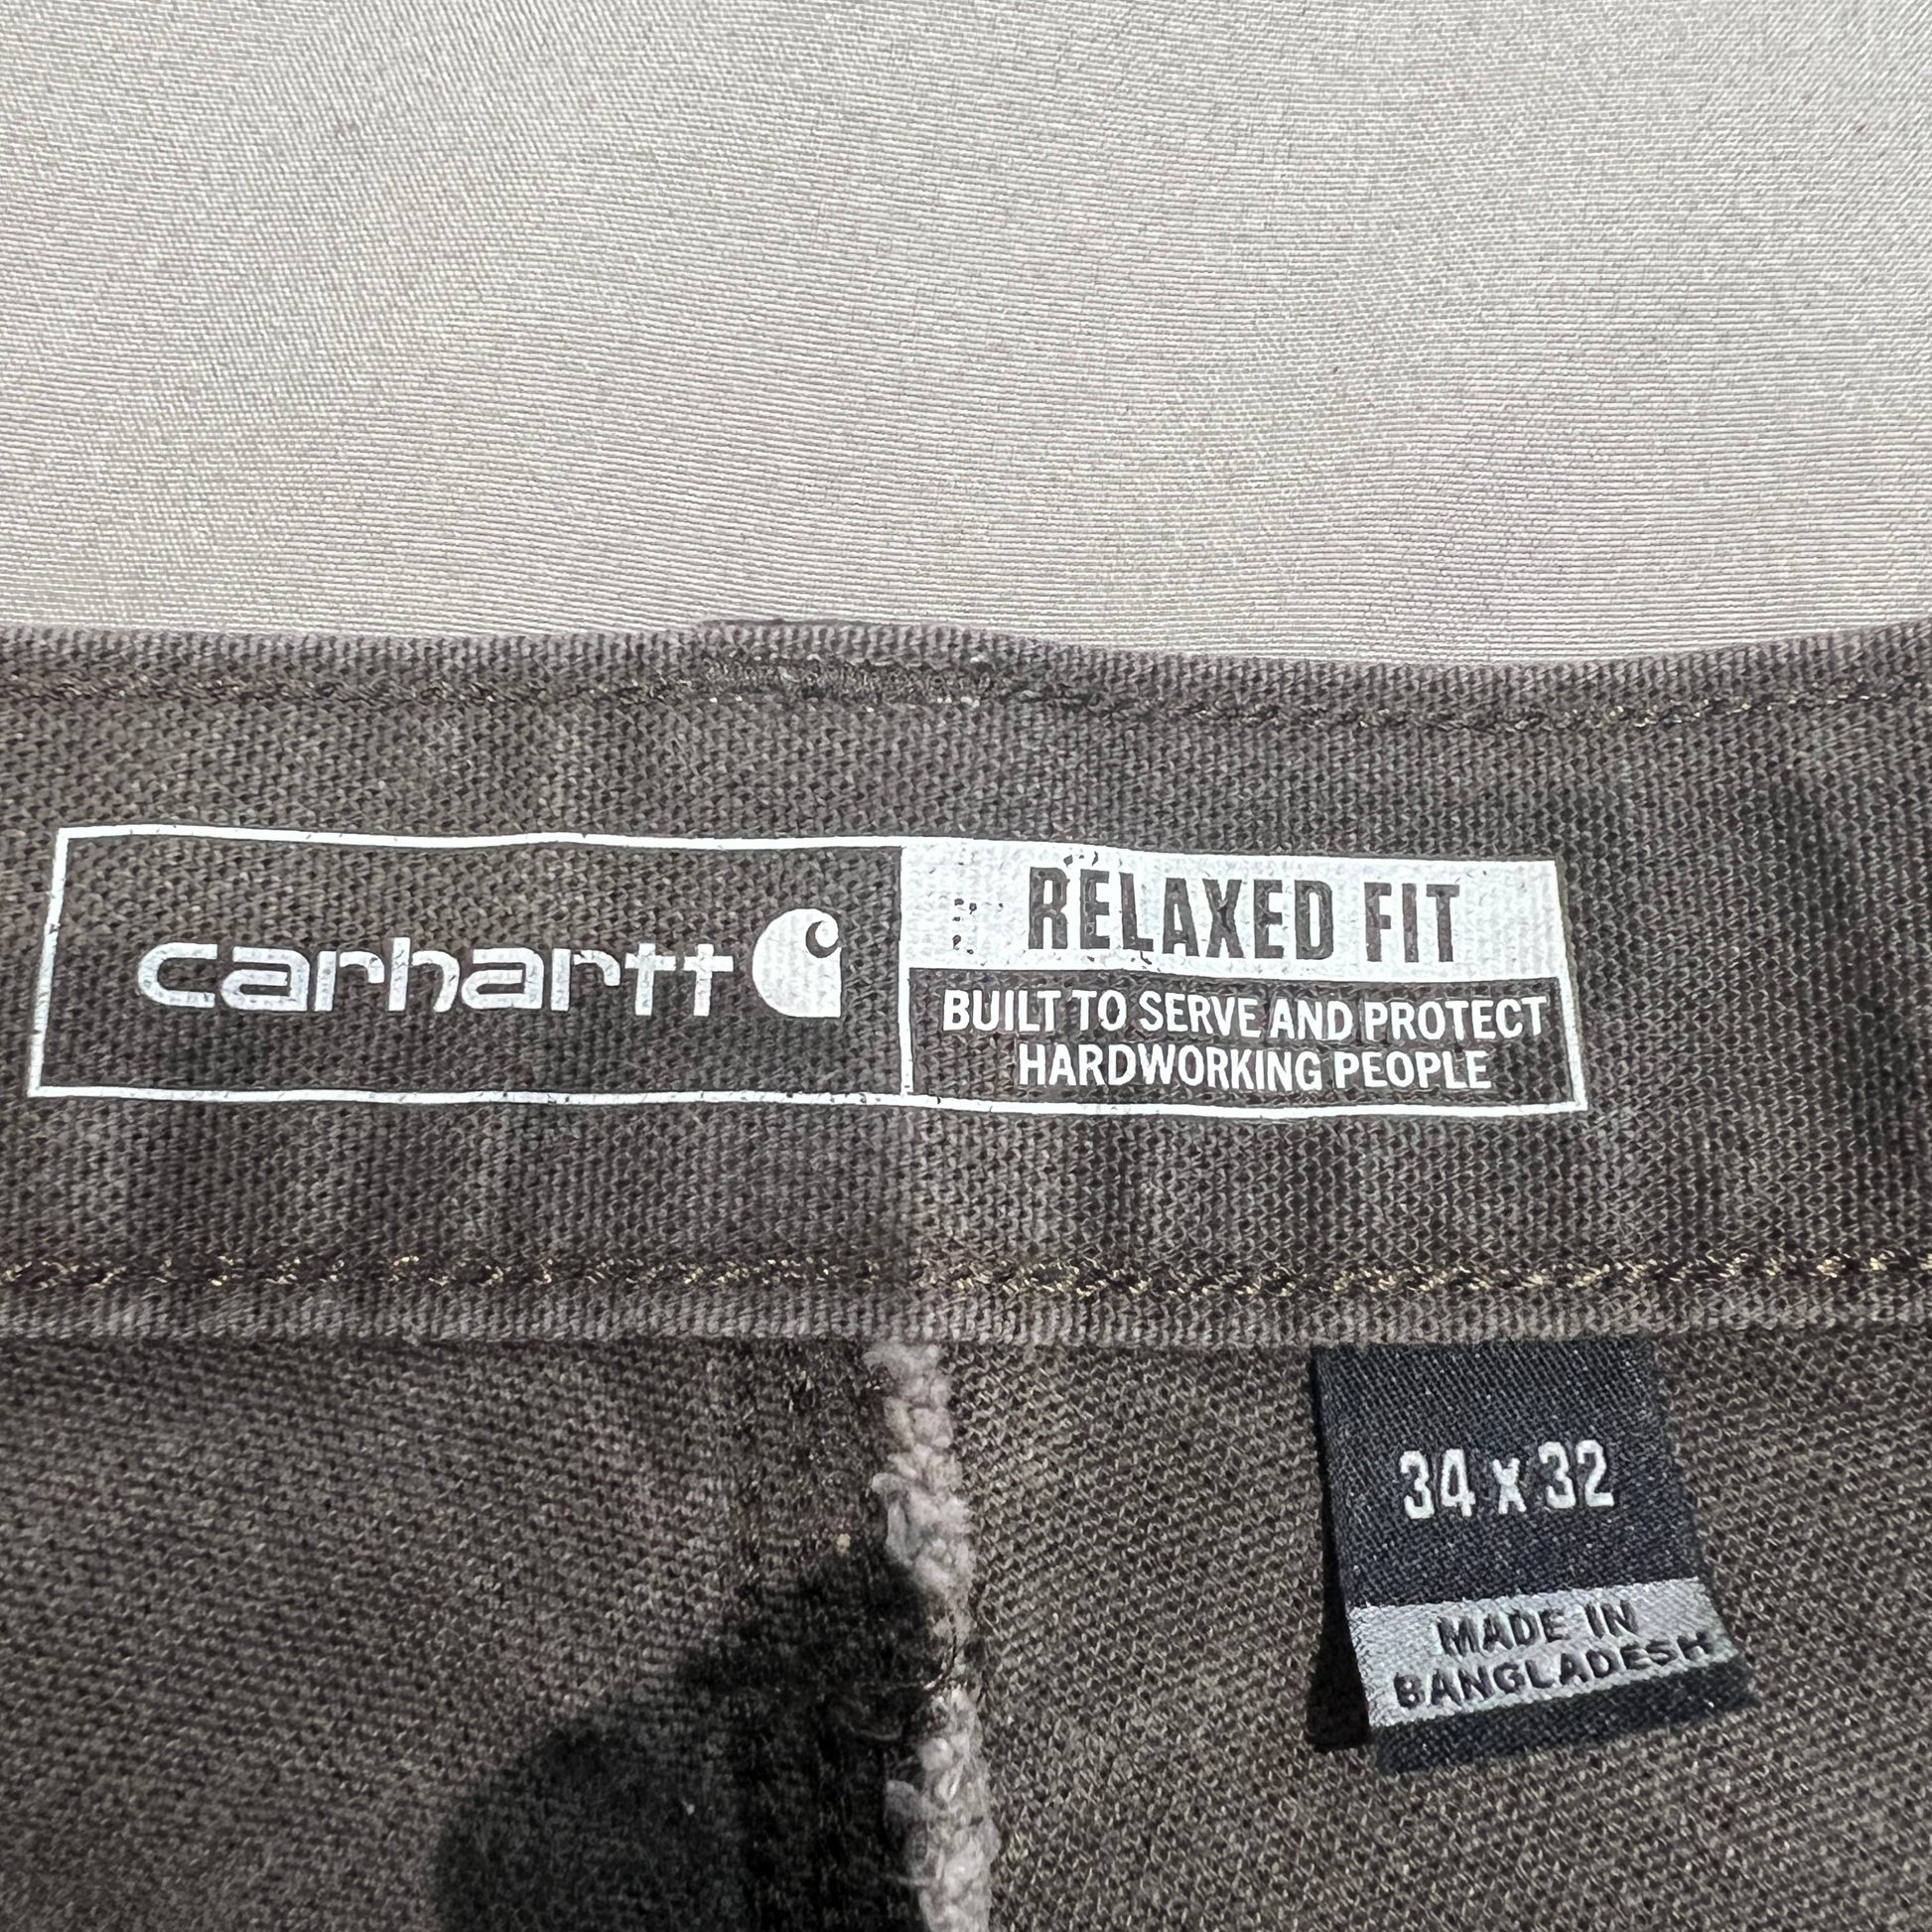 carhartt
RELAXED FIT
BUILT TO SERVE AND PROTECT
HARDWORKING PEOPLE
34 x 32
MADE IN
BANGLADESH